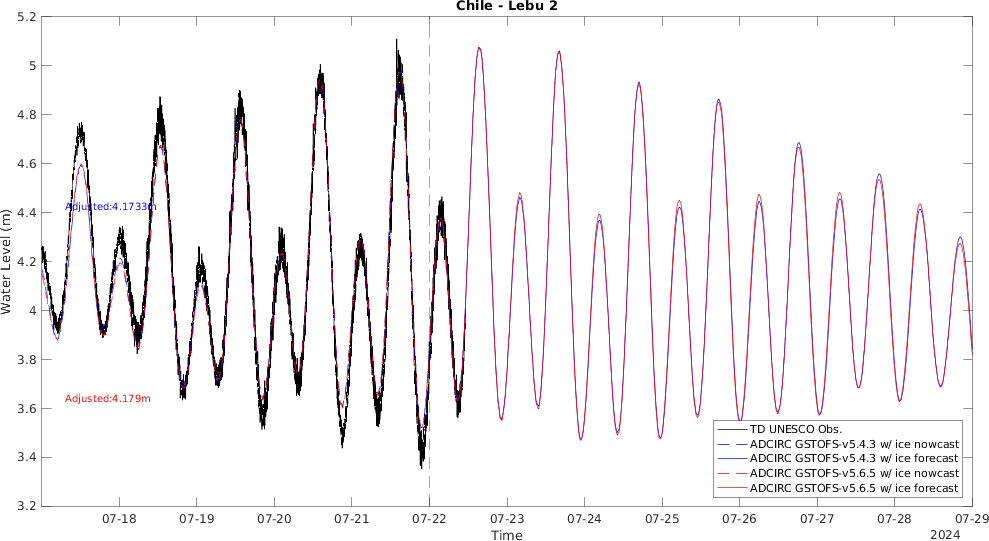 Chile - Lebu 2
5.2
5
4.8
4.6
4.4
4.2
4
3.8
3.6
3.4
3.2
Water Level (m)
Adjusted:4.1733m
Adjusted:4.179m
TD UNESCO Obs.
ADCIRC GSTOFS-v5.4.3 w/ ice nowcast
ADCIRC GSTOFS-v5.4.3 w/ ice forecast
ADCIRC GSTOFS-v5.6.5 w/ ice nowcast
ADCIRC GSTOFS-v5.6.5 w/ ice forecast
07-18 07-19 07-20 07-21 07-22 07-23 07-24 07-25 07-26 07-27 07-28 07-29
Time
2024